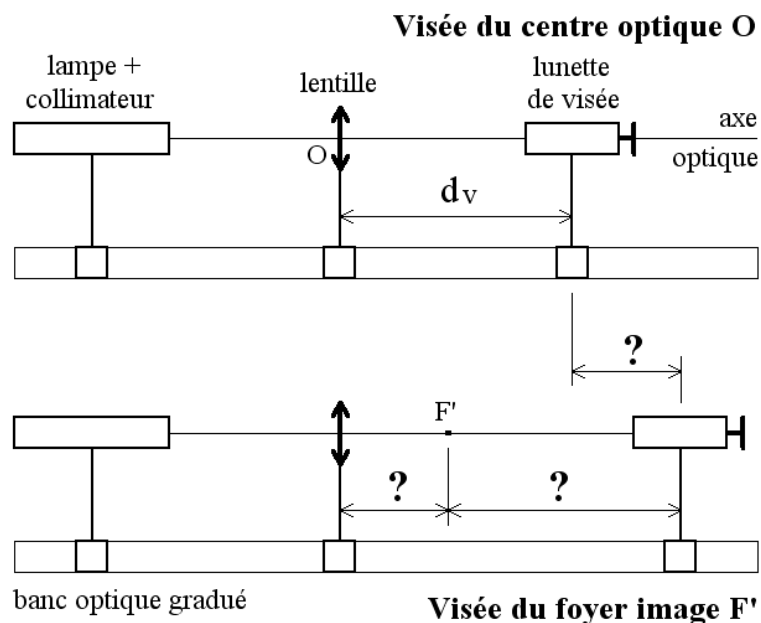 Visée du centre optique O
lampe +
collimateur
lentille
lunette
de visée
axe
optique
O
dv
?
F'
?
?
banc optique gradué
Visée du foyer image F'